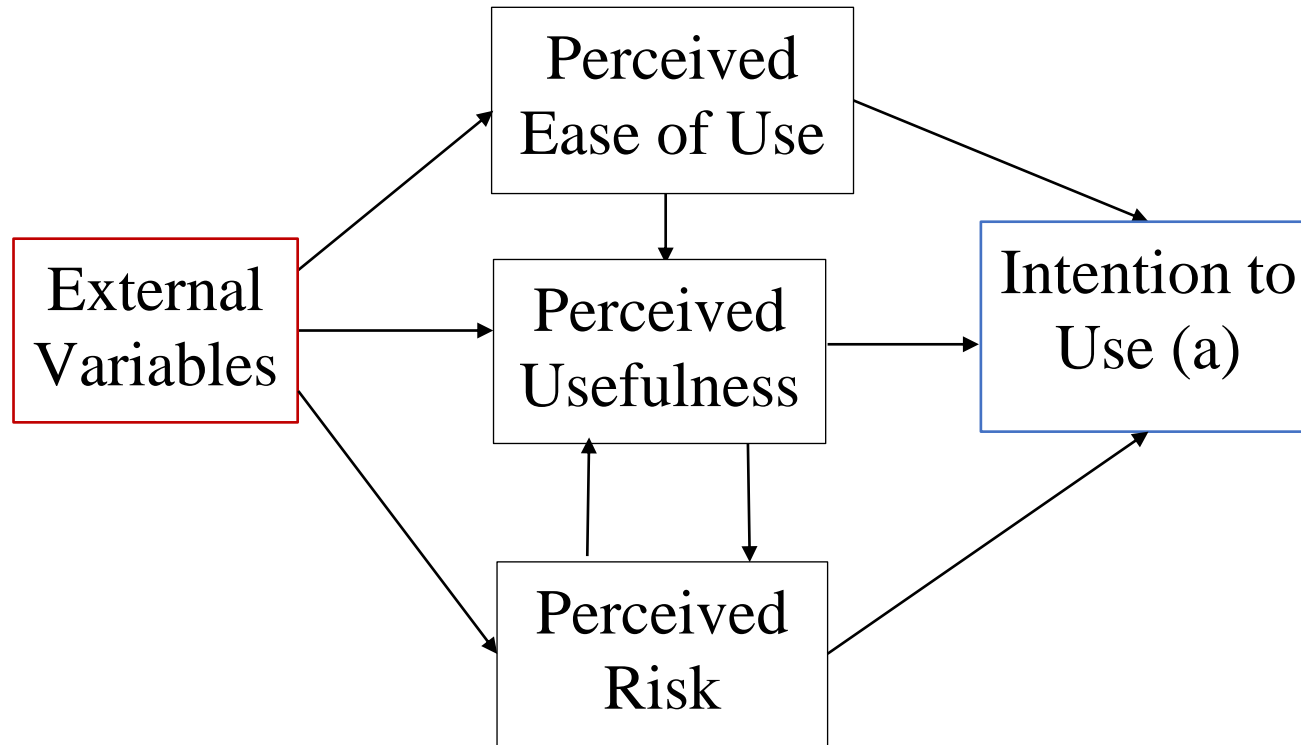 Perceived
Ease of Use
External
Variables
Perceived
Usefulness
Intention to
Use (a)
Perceived
Risk